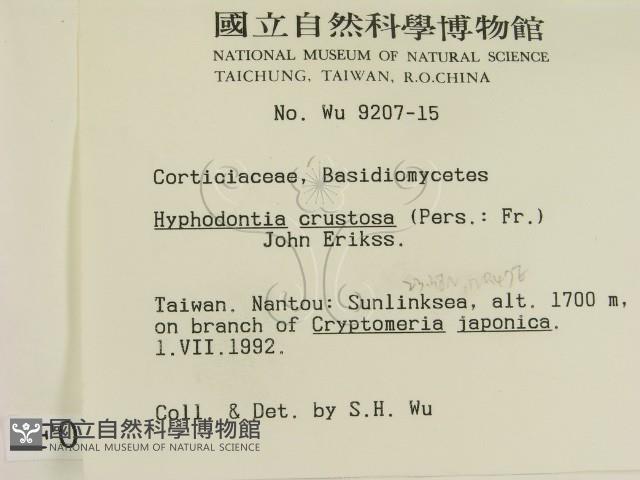 國立自然科學博物館
NATIONAL MUSEUM OF NATURAL SCIENCE
TAICHUNG, TAIWAN, R.O.CHINA
No. Wu 9207-15
Corticiaceae, Basidiomycetes
Hyphodontia crustosa (Pers.: Fr.)
John Erikss.
Taiwan. Nantou: Sunlinksea, alt. 1700 m,
on branch of Cryptomeria japonica.
1.VII.1992.
Coll. & Det. by S.H. Wu
國立自然科學博物館
NATIONAL MUSEUM OF NATURAL SCIENCE